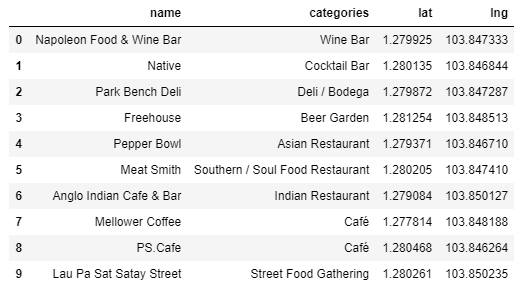 name categories lat lng
0 Napoleon Food & Wine Bar Wine Bar 1.279925 103.847333
1 Native Cocktail Bar 1.280135 103.846844
2 Park Bench Deli Deli / Bodega 1.279872 103.847287
3 Freehouse Beer Garden 1.281254 103.848513
4 Pepper Bowl Asian Restaurant 1.279371 103.846710
5 Meat Smith Southern / Soul Food Restaurant 1.280205 103.847410
6 Anglo Indian Cafe & Bar Indian Restaurant 1.279084 103.850127
7 Mellower Coffee Café 1.277814 103.848188
8 PS.Cafe Café 1.280468 103.846264
9 Lau Pa Sat Satay Street Street Food Gathering 1.280261 103.850235